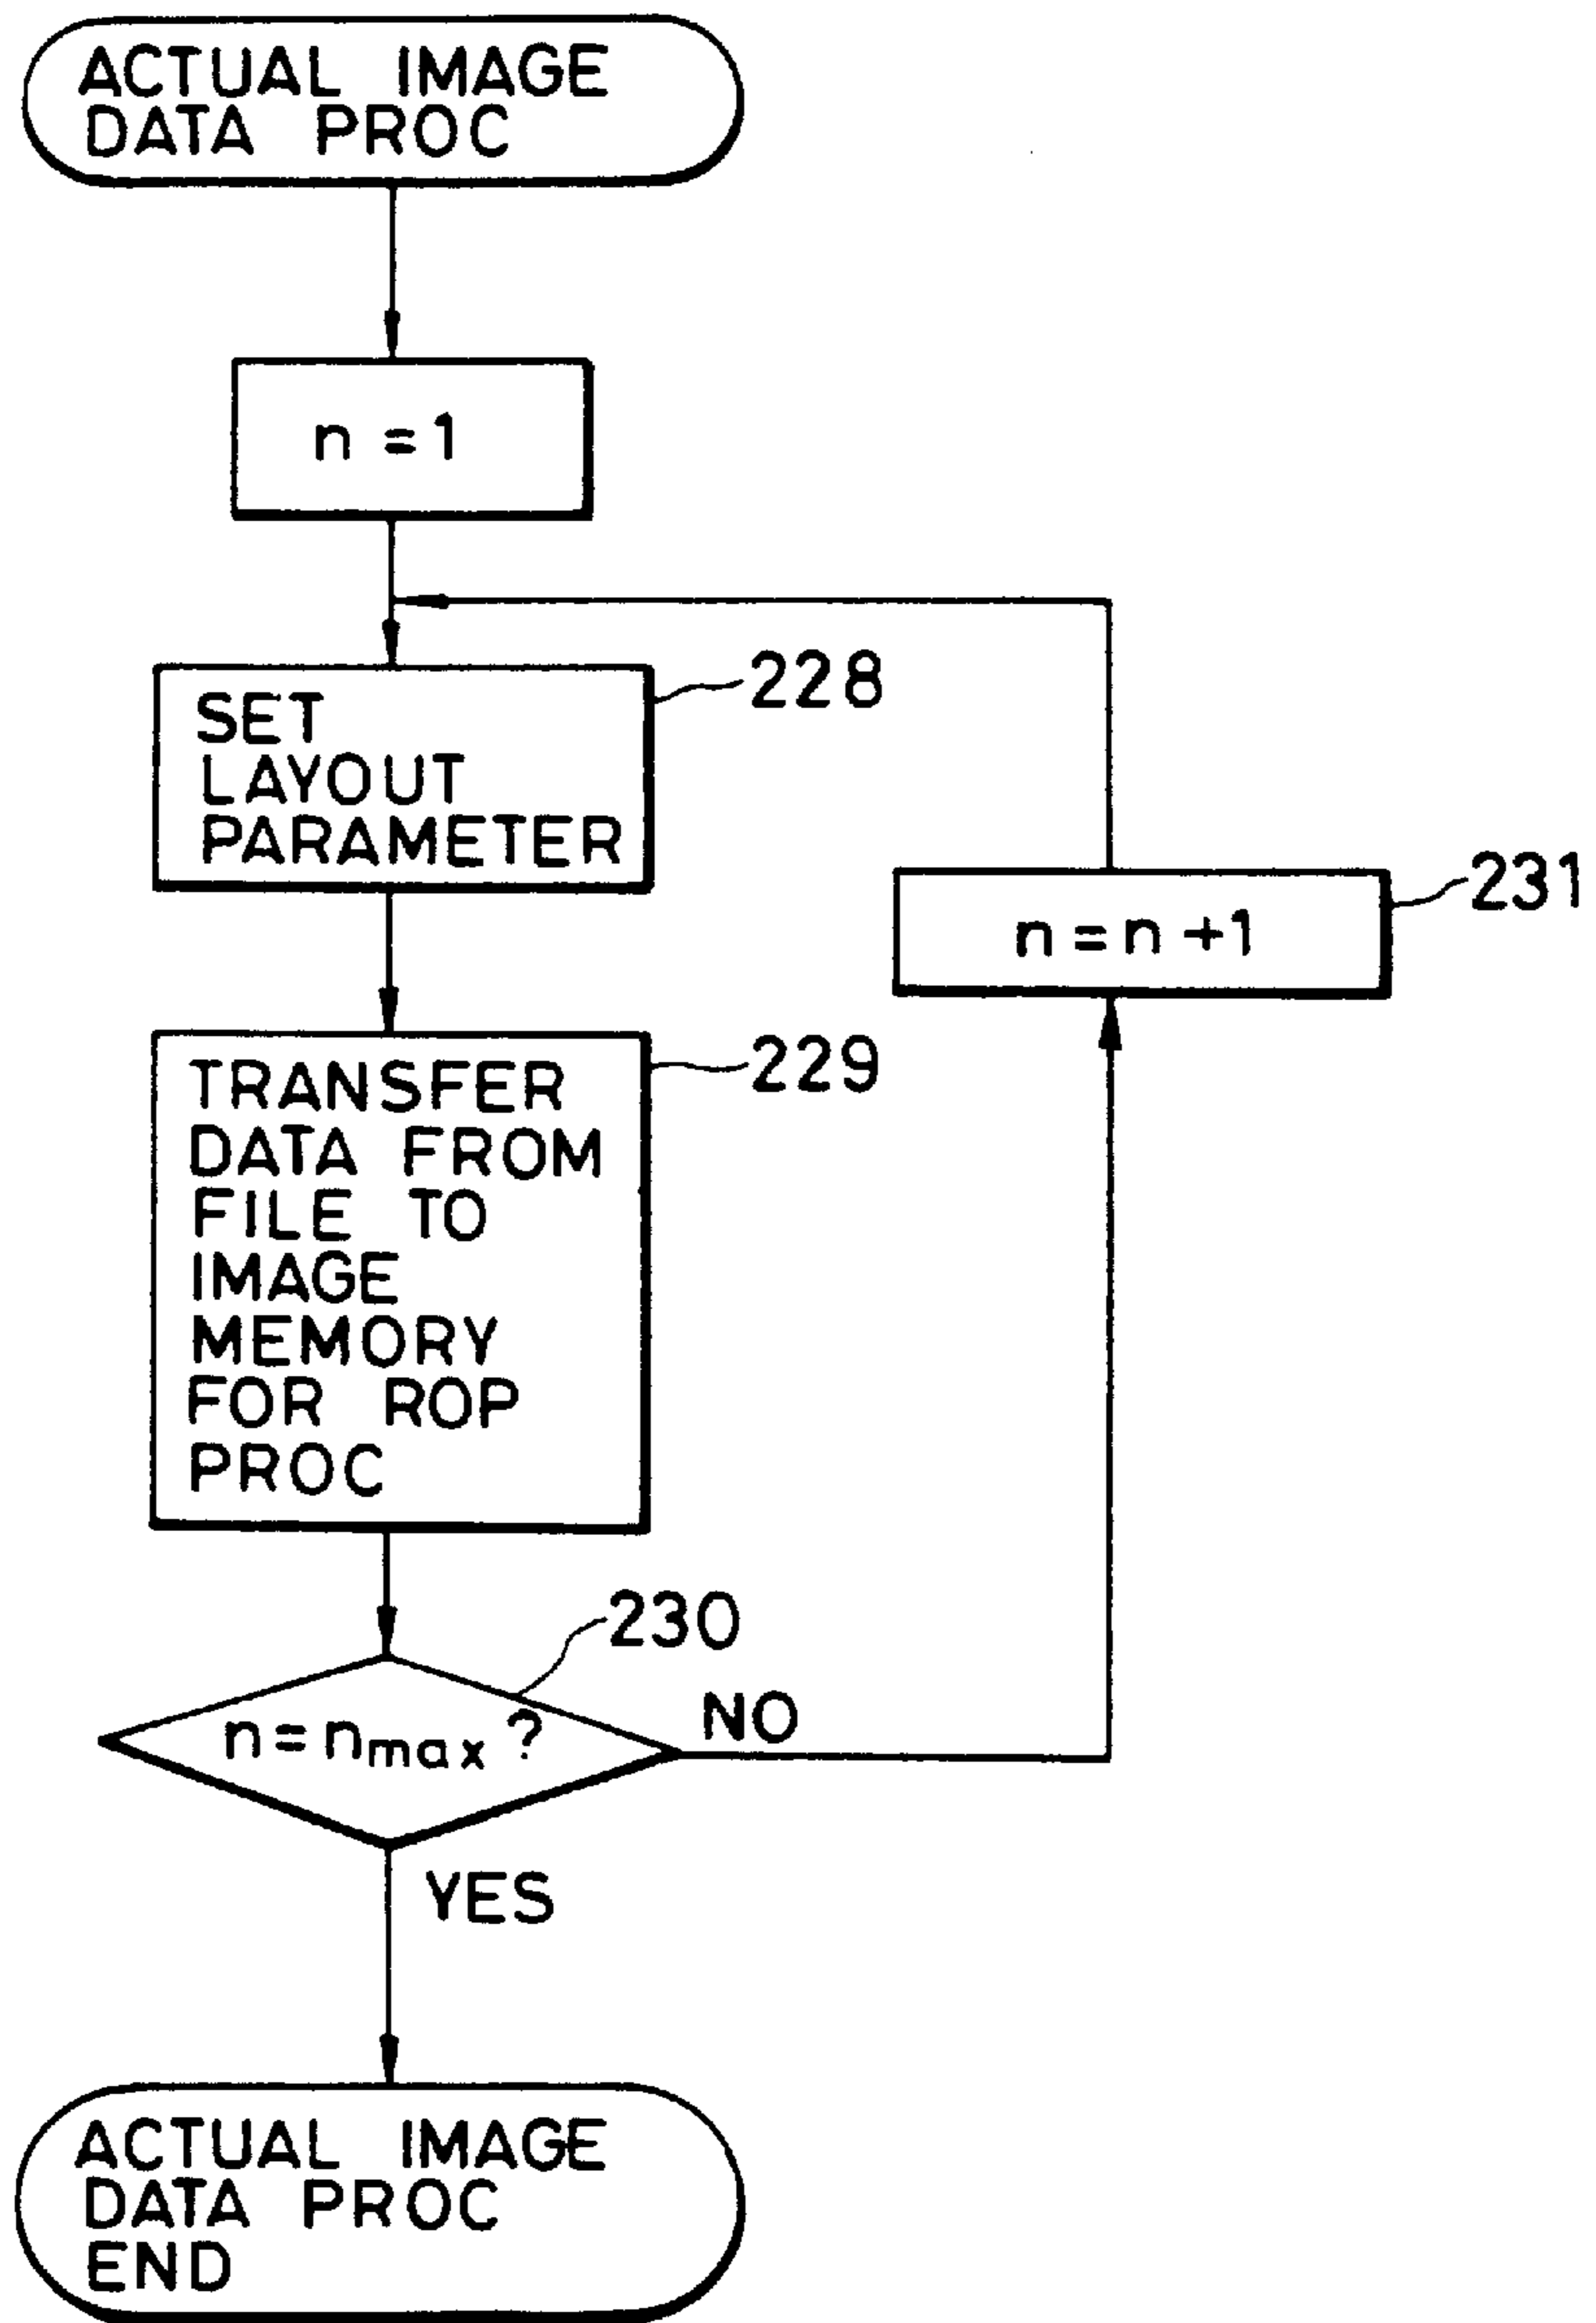 ACTUAL IMAGE
DATA PROC
n = 1
228
SET
LAYOUT
PARAMETER
231
n = n + 1
229
TRANSFER
DATA FROM
FILE TO
IMAGE
MEMORY
FOR ROP
PROC
230
n = nmax ?
NO
YES
ACTUAL IMAGE
DATA PROC
END